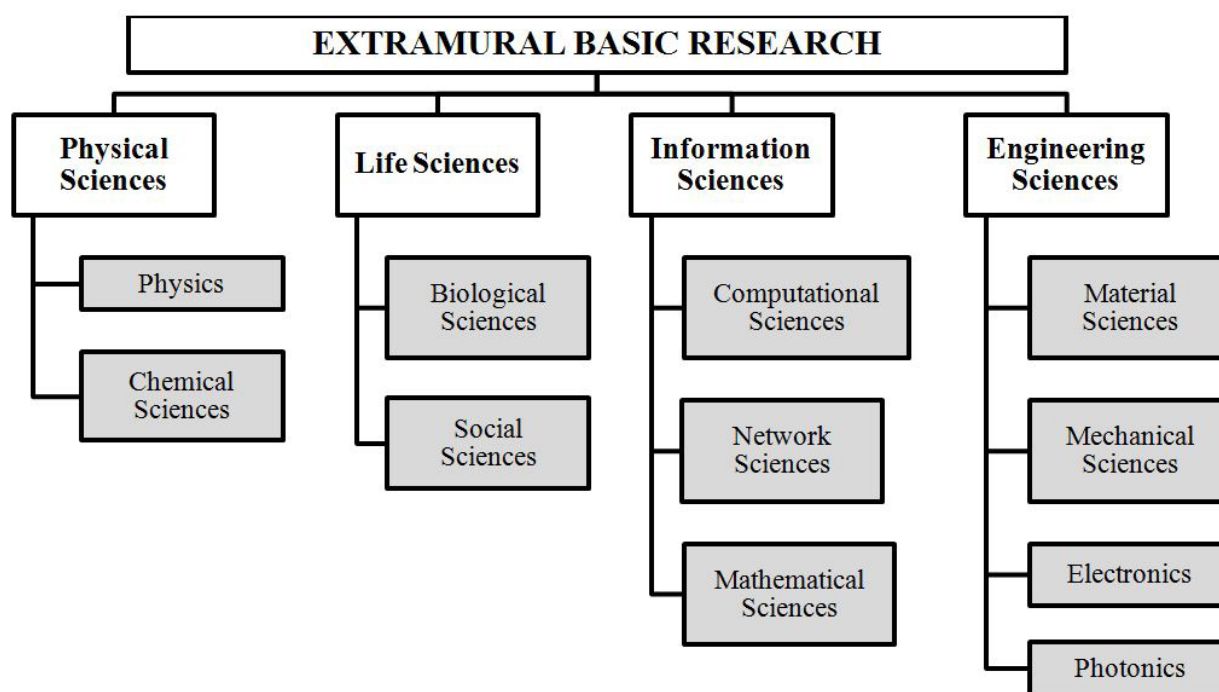 EXTRAMURAL BASIC RESEARCH
Physical
Sciences
Physics
Chemical
Sciences
Life Sciences
Biological
Sciences
Social
Sciences
Information
Sciences
Computational
Sciences
Network
Sciences
Mathematical
Sciences
Engineering
Sciences
Material
Sciences
Mechanical
Sciences
Electronics
Photonics